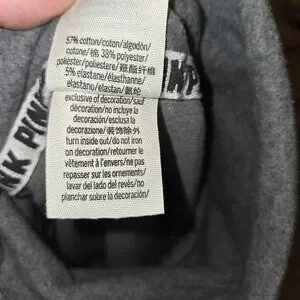 57% cotton/coton/algodón/
cotone/棉 38% polyester/
poliéster/poliestere/聚酯纤维
5% elastane/élasthanne/
elastano/elastan/氨纶
exclusive of decoration/sauf
décoration/no incluye la
decoración/esclusa la
decorazione/装饰除外
turn inside out/do not iron
on decoration/retourner le
vêtement à l'envers/ne pas
repasser sur les ornements/
lavar del lado del revés/no
planchar sobre la decoración/
NK PINK